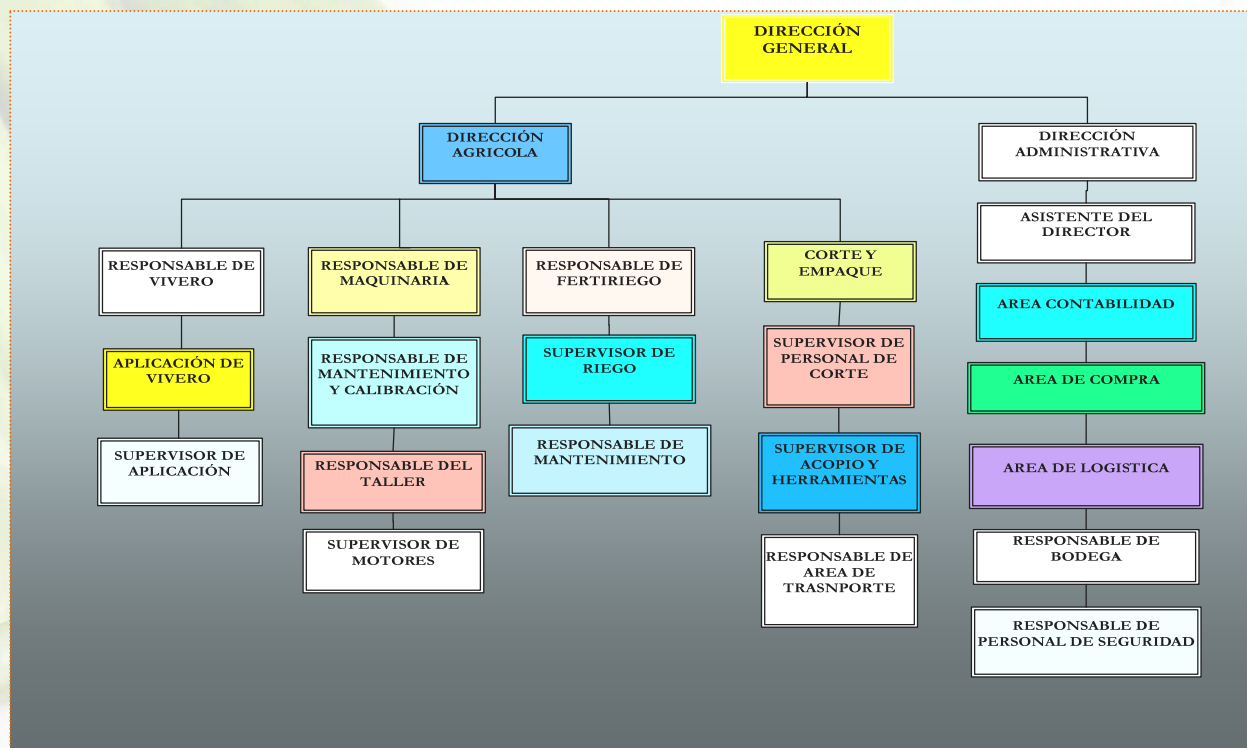 DIRECCIÓN
GENERAL
DIRECCIÓN
AGRICOLA
DIRECCIÓN
ADMINISTRATIVA
RESPONSABLE DE
VIVERO
APLICACIÓN DE
VIVERO
SUPERVISOR DE
APLICACIÓN
RESPONSABLE DE
MAQUINARIA
RESPONSABLE DE
MANTENIMIENTO
Y CALIBRACIÓN
RESPONSABLE DEL
TALLER
SUPERVISOR DE
MOTORES
RESPONSABLE DE
FERTIRIEGO
SUPERVISOR DE
RIEGO
RESPONSABLE DE
MANTENIMIENTO
CORTE Y
EMPAQUE
SUPERVISOR DE
PERSONAL DE
CORTE
SUPERVISOR DE
ACOPIO Y
HERRAMIENTAS
RESPONSABLE DE
AREA DE
TRASNPORTE
ASISTENTE DEL
DIRECTOR
AREA CONTABILIDAD
AREA DE COMPRA
AREA DE LOGISTICA
RESPONSABLE DE
BODEGA
RESPONSABLE DE
PERSONAL DE SEGURIDAD